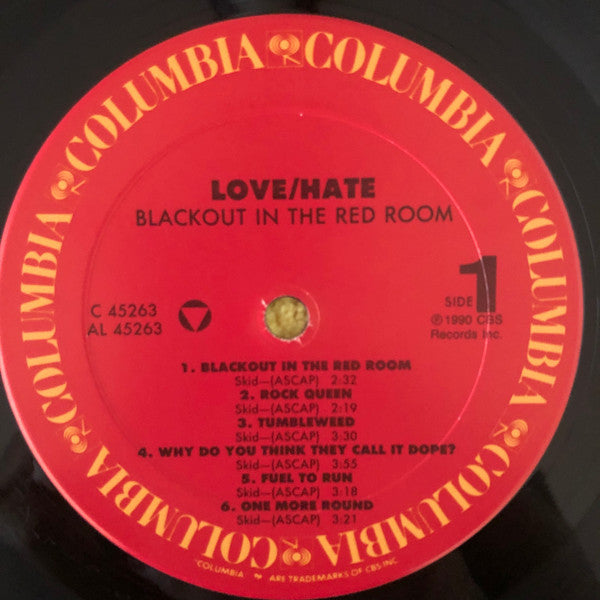 COLUMBIA COLUMBIA COLUMBIA COLUMBIA COLUMBIA COLUMBIA COLUMBIA COLUMBIA
LOVE/HATE
BLACKOUT IN THE RED ROOM
C 45263
AL 45263
SIDE 1
℗ 1990 CBS
Records Inc.
1. BLACKOUT IN THE RED ROOM
Skid—(ASCAP) 2:32
2. ROCK QUEEN
Skid—(ASCAP) 2:19
3. TUMBLEWEED
Skid—(ASCAP) 3:30
4. WHY DO YOU THINK THEY CALL IT DOPE?
Skid—(ASCAP) 3:55
5. FUEL TO RUN
Skid—(ASCAP) 3:18
6. ONE MORE ROUND
Skid—(ASCAP) 3:21
"COLUMBIA," ARE TRADEMARKS OF CBS INC.